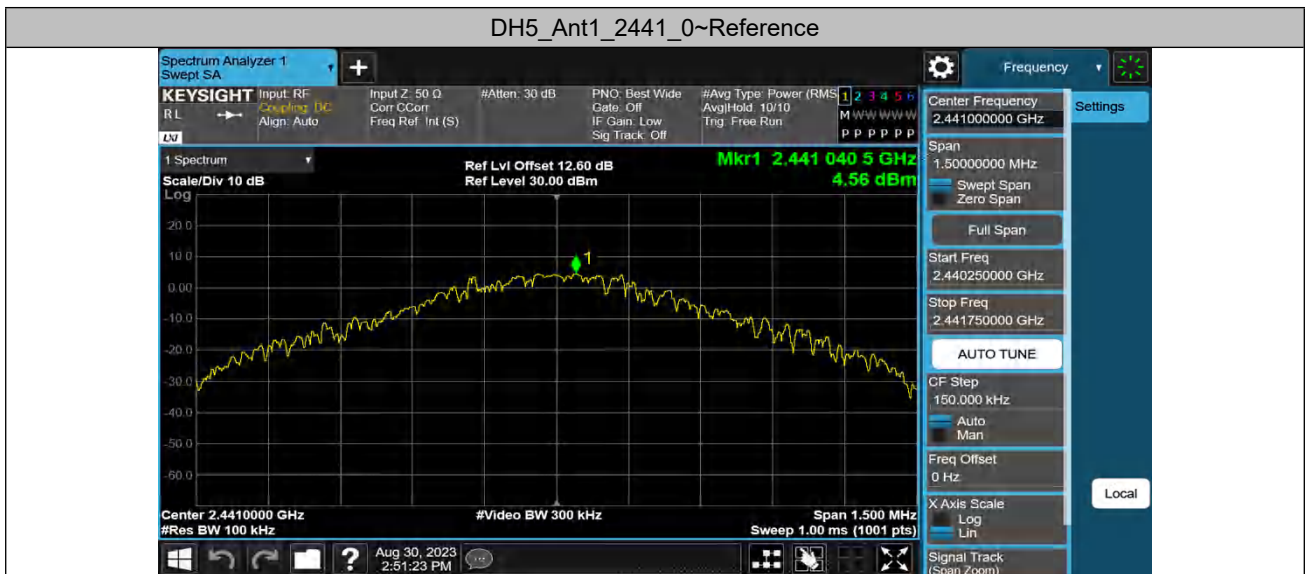 DH5_Ant1_2441_0~Reference
Spectrum Analyzer 1
Swept SA
Frequency
KEYSIGHT
R L
LXI
Input: RF
Coupling: DC
Align: Auto
Input Z: 50 Ω
Corr CCorr
Freq Ref: Int (S)
#Atten: 30 dB
PNO: Best Wide
Gate: Off
IF Gain: Low
Sig Track: Off
#Avg Type: Power (RMS
Avg|Hold: 10/10
Trig: Free Run
1 2 3 4 5 6
M W W W W W
P P P P P P
1 Spectrum
Scale/Div 10 dB
Log
Ref Lvl Offset 12.60 dB
Ref Level 30.00 dBm
Mkr1 2.441 040 5 GHz
4.56 dBm
20.0
10.0
0.00
-10.0
-20.0
-30.0
-40.0
-50.0
-60.0
1
Center 2.4410000 GHz
#Res BW 100 kHz
#Video BW 300 kHz
Span 1.500 MHz
Sweep 1.00 ms (1001 pts)
Center Frequency
2.441000000 GHz
Settings
Span
1.50000000 MHz
Swept Span
Zero Span
Full Span
Start Freq
2.440250000 GHz
Stop Freq
2.441750000 GHz
AUTO TUNE
CF Step
150.000 kHz
Auto
Man
Freq Offset
0 Hz
X Axis Scale
Log
Lin
Local
Signal Track
(Span Zoom)
?
Aug 30, 2023
2:51:23 PM